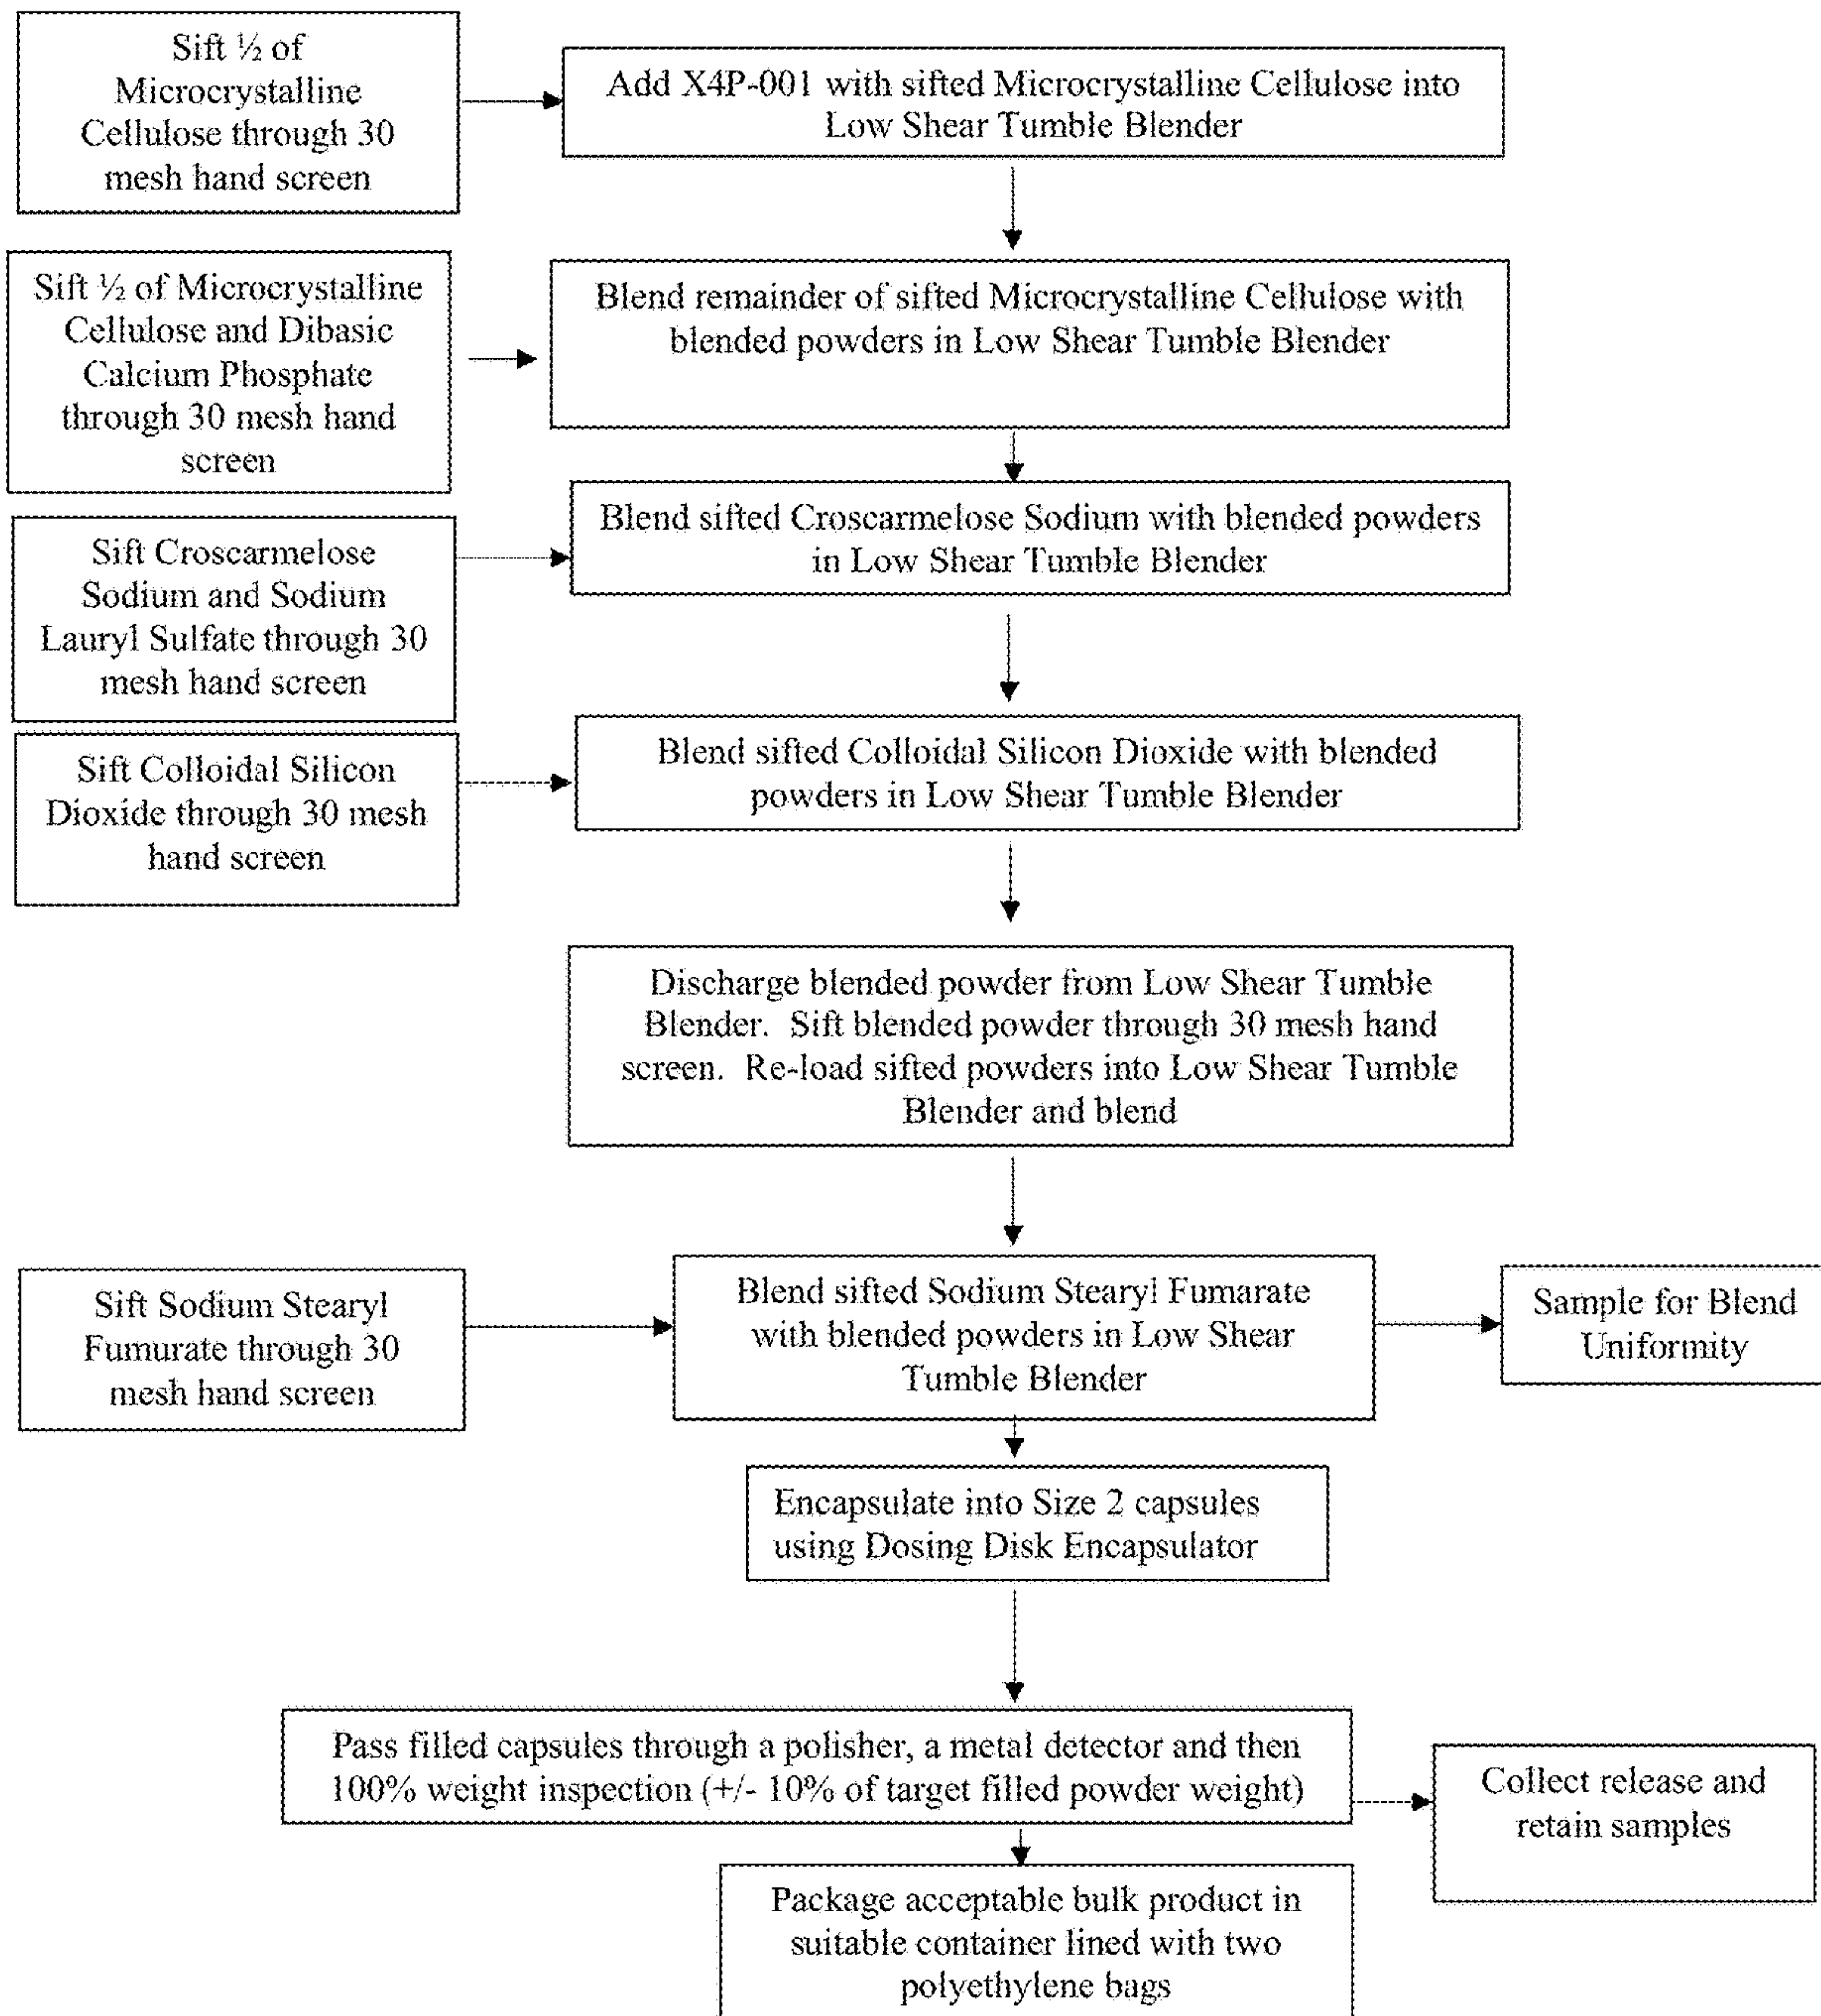 Sift ½ of
Microcrystalline
Cellulose through 30
mesh hand screen
Add X4P-001 with sifted Microcrystalline Cellulose into
Low Shear Tumble Blender
Sift ½ of Microcrystalline
Cellulose and Dibasic
Calcium Phosphate
through 30 mesh hand
screen
Blend remainder of sifted Microcrystalline Cellulose with
blended powders in Low Shear Tumble Blender
Sift Croscarmelose
Sodium and Sodium
Lauryl Sulfate through 30
mesh hand screen
Blend sifted Croscarmelose Sodium with blended powders
in Low Shear Tumble Blender
Sift Colloidal Silicon
Dioxide through 30 mesh
hand screen
Blend sifted Colloidal Silicon Dioxide with blended
powders in Low Shear Tumble Blender
Discharge blended powder from Low Shear Tumble
Blender. Sift blended powder through 30 mesh hand
screen. Re-load sifted powders into Low Shear Tumble
Blender and blend
Sift Sodium Stearyl
Fumurate through 30
mesh hand screen
Blend sifted Sodium Stearyl Fumarate
with blended powders in Low Shear
Tumble Blender
Sample for Blend
Uniformity
Encapsulate into Size 2 capsules
using Dosing Disk Encapsulator
Pass filled capsules through a polisher, a metal detector and then
100% weight inspection (+/- 10% of target filled powder weight)
Collect release and
retain samples
Package acceptable bulk product in
suitable container lined with two
polyethylene bags